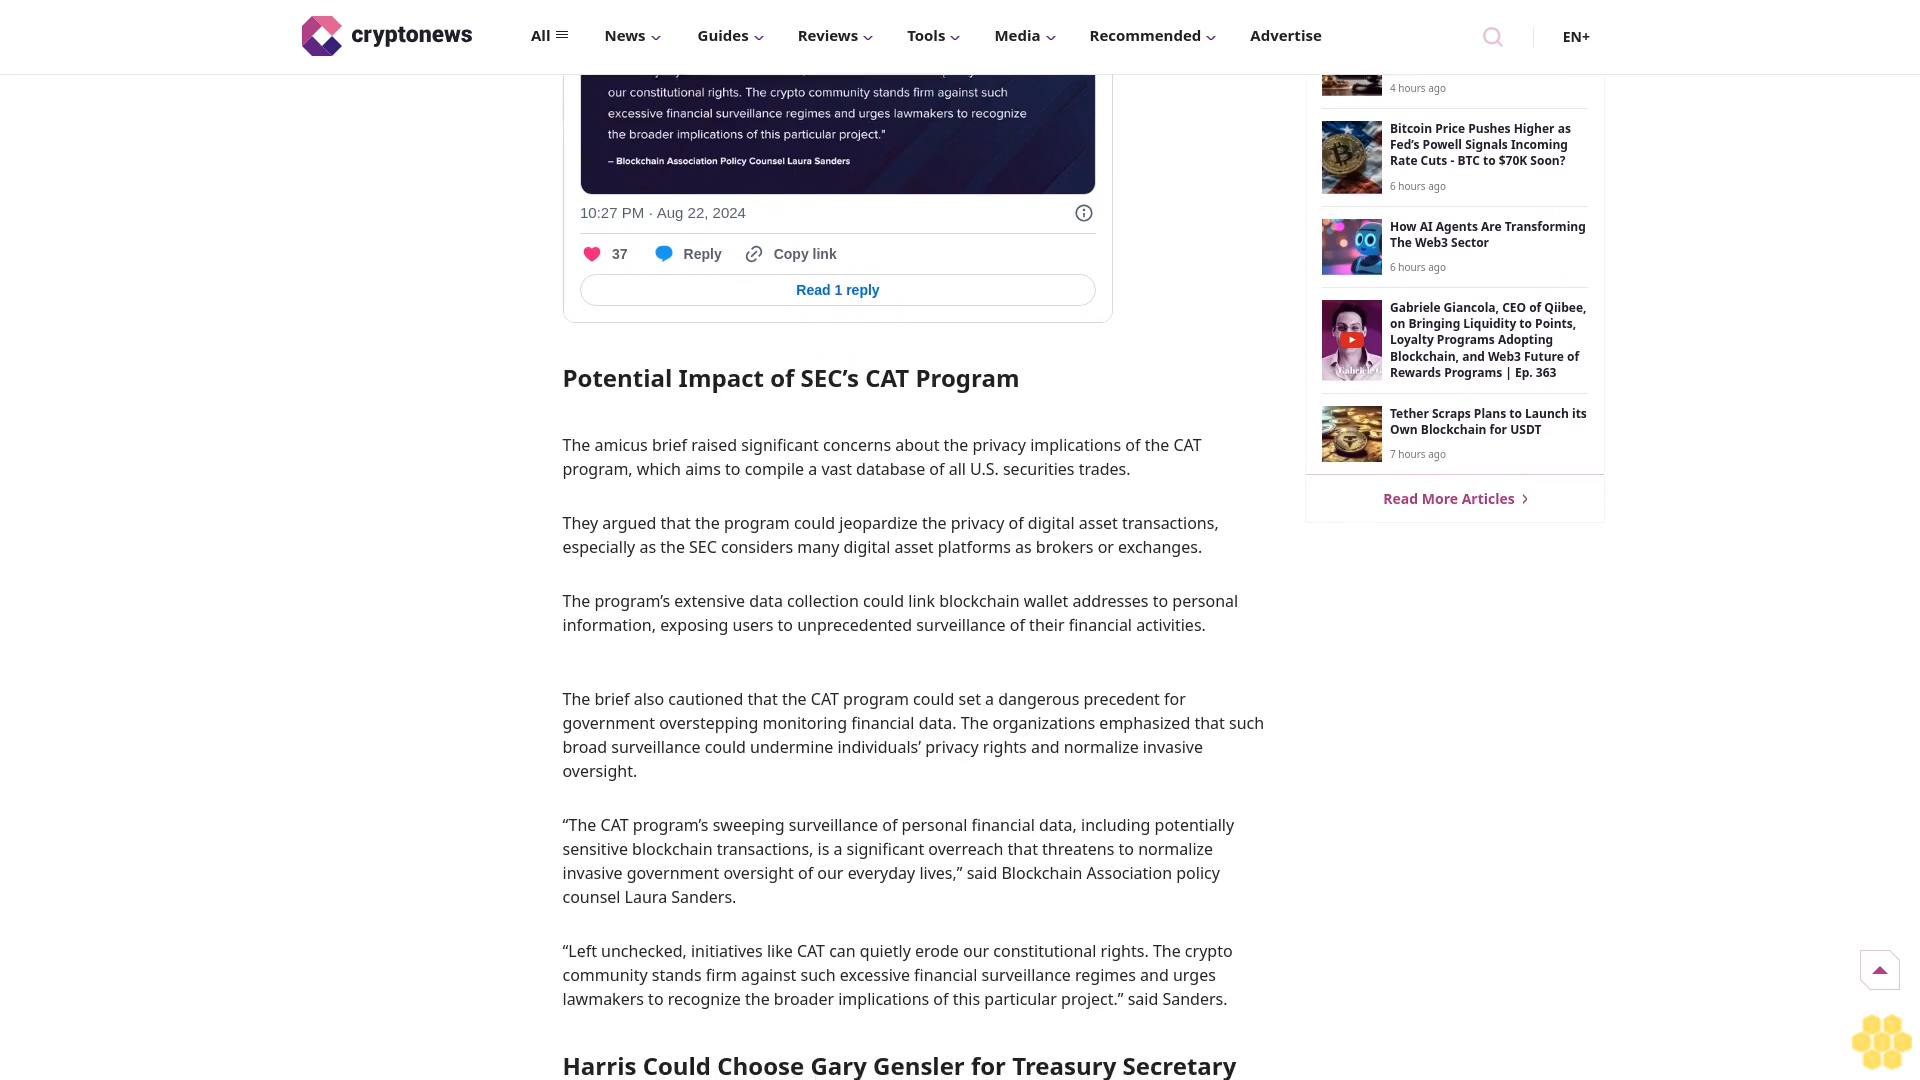 cryptonews
All
News
Guides
Reviews
Tools
Media
Recommended
Advertise
EN+
our constitutional rights. The crypto community stands firm against such
excessive financial surveillance regimes and urges lawmakers to recognize
the broader implications of this particular project."
– Blockchain Association Policy Counsel Laura Sanders
10:27 PM · Aug 22, 2024
37
Reply
Copy link
Read 1 reply
Potential Impact of SEC’s CAT Program
The amicus brief raised significant concerns about the privacy implications of the CAT
program, which aims to compile a vast database of all U.S. securities trades.
They argued that the program could jeopardize the privacy of digital asset transactions,
especially as the SEC considers many digital asset platforms as brokers or exchanges.
The program’s extensive data collection could link blockchain wallet addresses to personal
information, exposing users to unprecedented surveillance of their financial activities.
The brief also cautioned that the CAT program could set a dangerous precedent for
government overstepping monitoring financial data. The organizations emphasized that such
broad surveillance could undermine individuals’ privacy rights and normalize invasive
oversight.
“The CAT program’s sweeping surveillance of personal financial data, including potentially
sensitive blockchain transactions, is a significant overreach that threatens to normalize
invasive government oversight of our everyday lives,” said Blockchain Association policy
counsel Laura Sanders.
“Left unchecked, initiatives like CAT can quietly erode our constitutional rights. The crypto
community stands firm against such excessive financial surveillance regimes and urges
lawmakers to recognize the broader implications of this particular project.” said Sanders.
Harris Could Choose Gary Gensler for Treasury Secretary
4 hours ago
Bitcoin Price Pushes Higher as
Fed’s Powell Signals Incoming
Rate Cuts - BTC to $70K Soon?
6 hours ago
How AI Agents Are Transforming
The Web3 Sector
6 hours ago
Gabriele Giancola, CEO of Qiibee,
on Bringing Liquidity to Points,
Loyalty Programs Adopting
Blockchain, and Web3 Future of
Rewards Programs | Ep. 363
Tether Scraps Plans to Launch its
Own Blockchain for USDT
7 hours ago
Read More Articles